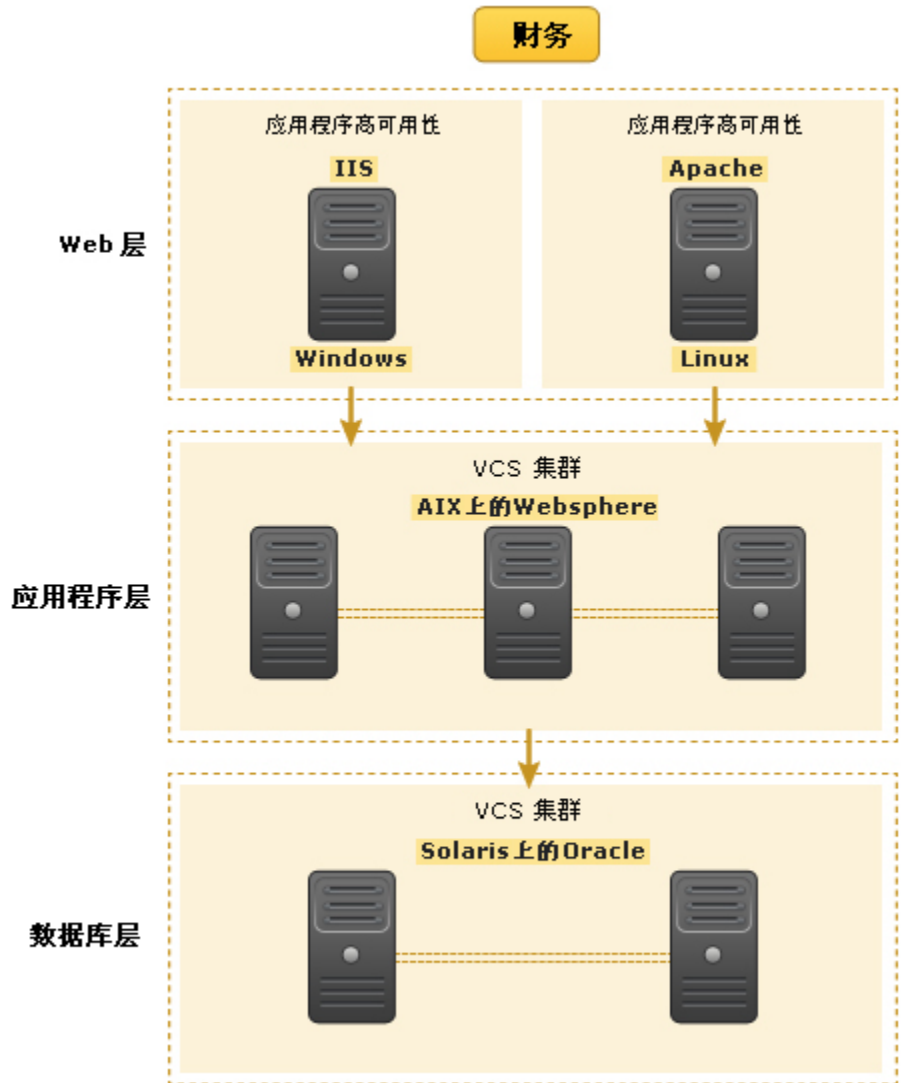 财务
应用程序高可用性
应用程序高可用性
IIS
Apache
Web 层
Windows
Linux
VCS 集群
AIX上的Websphere
应用程序层
VCS 集群
Solaris上的Oracle
数据库层